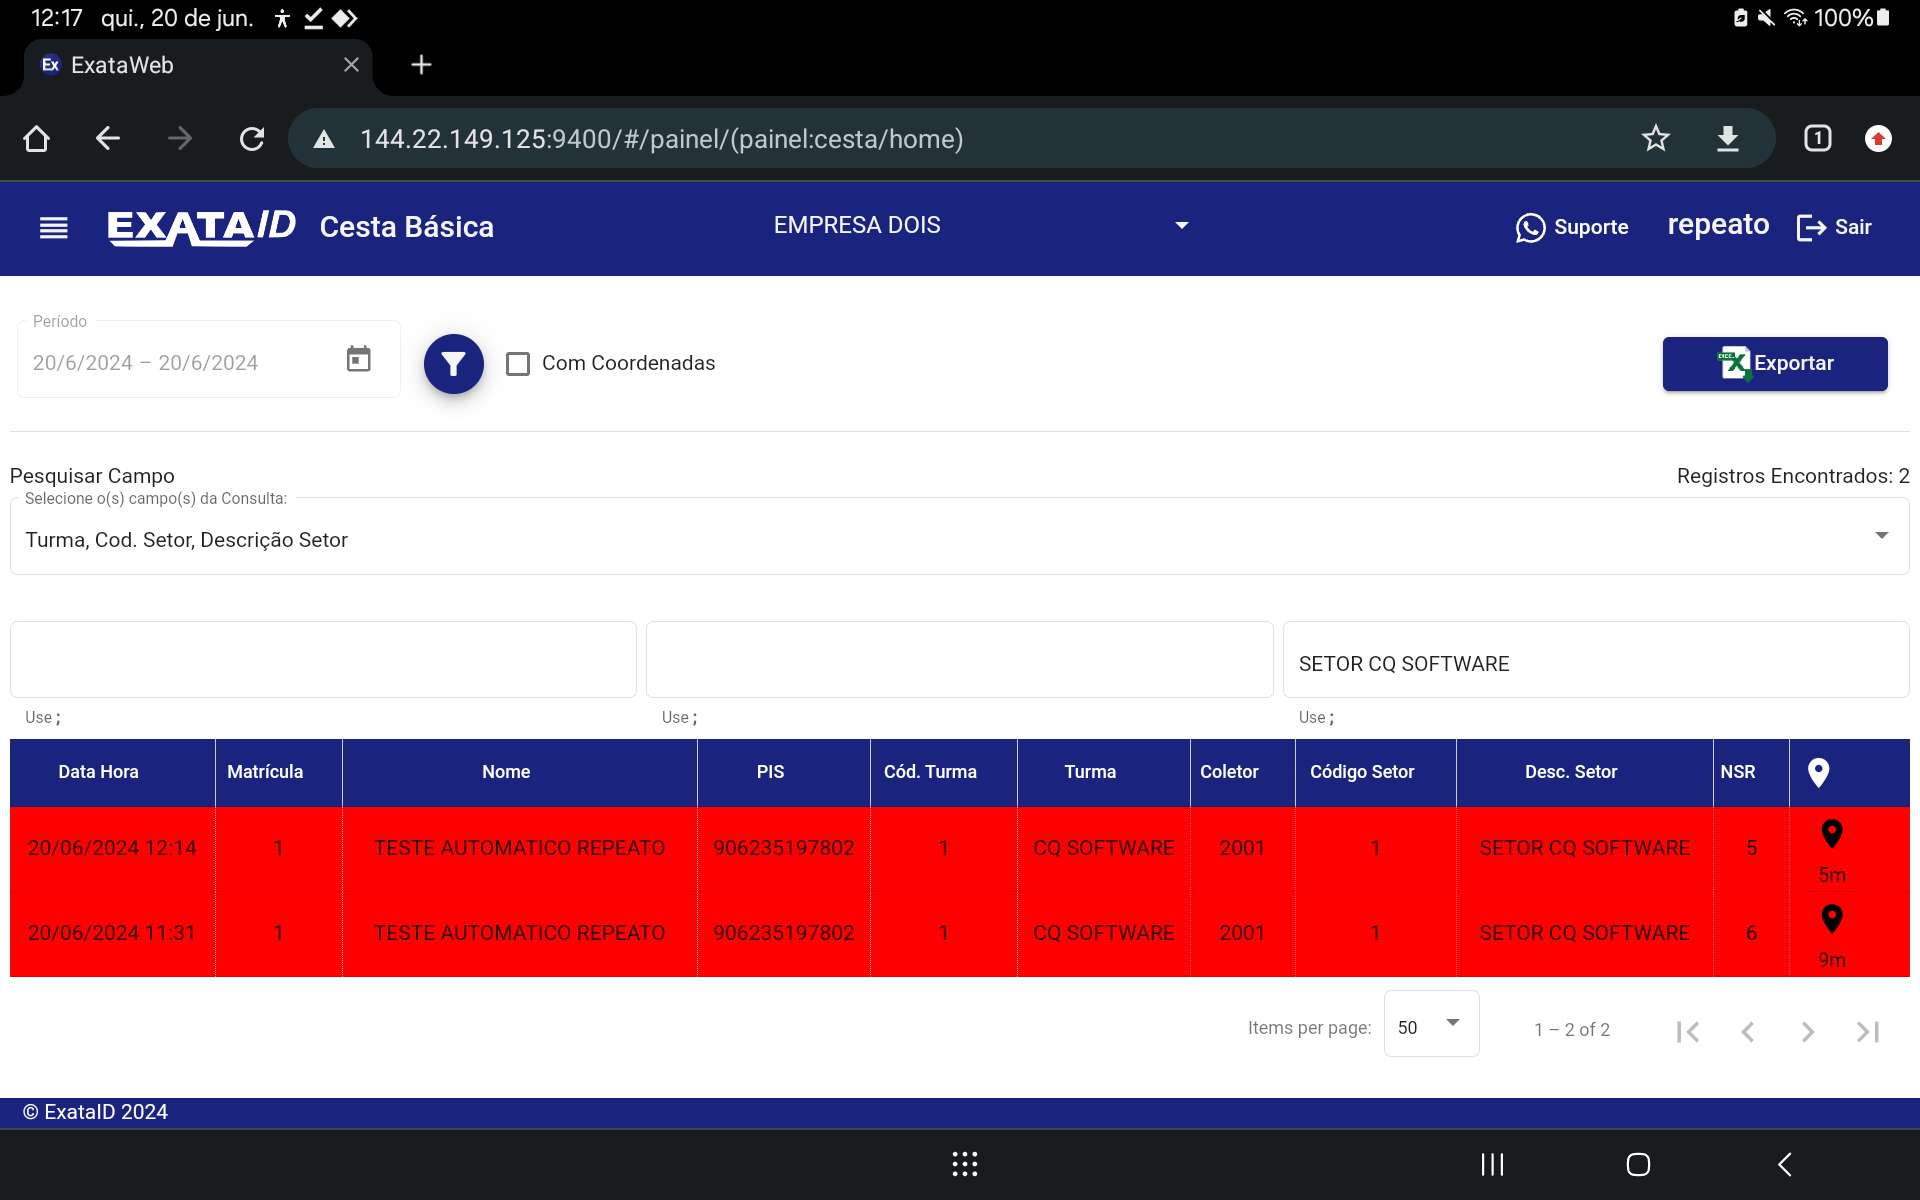 12:17 qui., 20 de jun. 100%
Ex ExataWeb
144.22.149.125:9400/#/painel/(painel:cesta/home) 1
EXATAID Cesta Básica EMPRESA DOIS Suporte repeato Sair
Período
20/6/2024 – 20/6/2024 Com Coordenadas Exportar
Pesquisar Campo Registros Encontrados: 2
Selecione o(s) campo(s) da Consulta:
Turma, Cod. Setor, Descrição Setor
SETOR CQ SOFTWARE
Use ; Use ; Use ;
Data Hora Matrícula Nome PIS Cód. Turma Turma Coletor Código Setor Desc. Setor NSR
20/06/2024 12:14 1 TESTE AUTOMATICO REPEATO 906235197802 1 CQ SOFTWARE 2001 1 SETOR CQ SOFTWARE 5 5m
20/06/2024 11:31 1 TESTE AUTOMATICO REPEATO 906235197802 1 CQ SOFTWARE 2001 1 SETOR CQ SOFTWARE 6 9m
Items per page: 50 1 – 2 of 2
© ExataID 2024